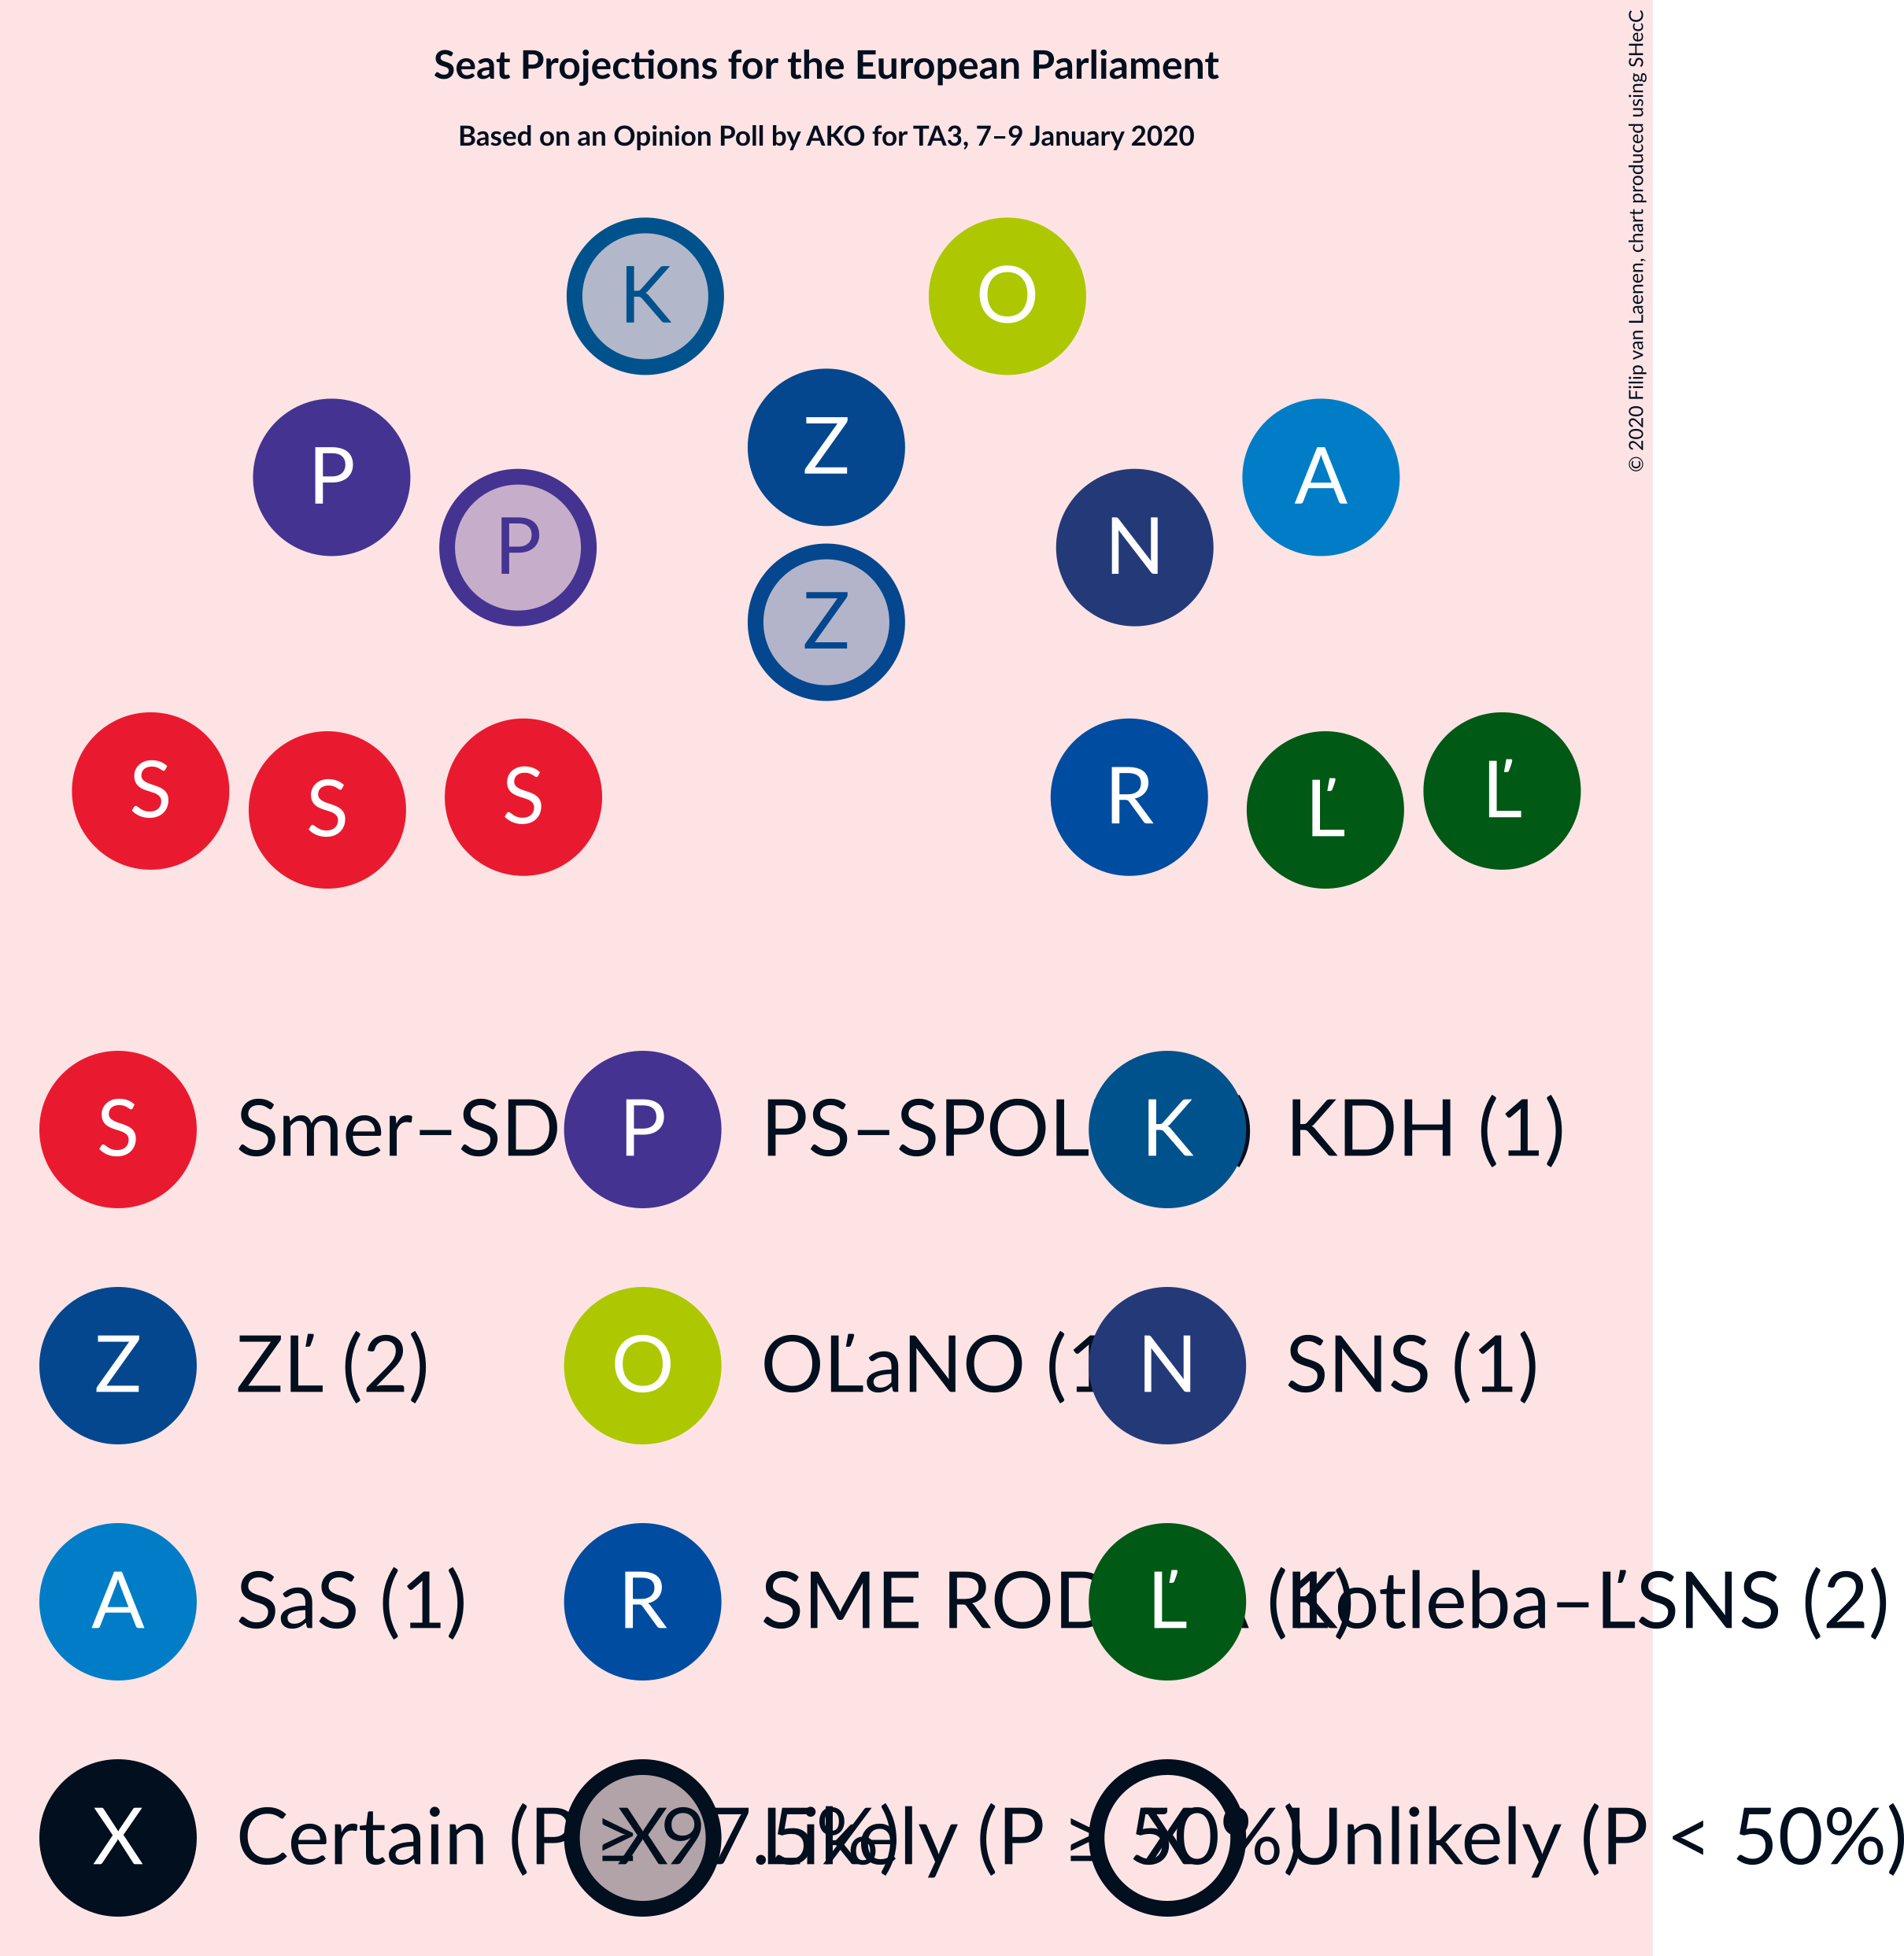 Seat Projections for the European Parliament
Based on an Opinion Poll by AKO for TA3, 7–9 January 2020
© 2020 Filip van Laenen, chart produced using SHecC
K O
Z
P A
P N
Z
S S S R Ľ Ľ
S Smer–SD P PS–SPOL K KDH (1)
Z ZĽ (2) O OĽaNO (1 N SNS (1)
A SaS (1) R SME Ľ Kotleba–ĽSNS (2)
X Certain (P ≥ 97.5%) X Likely (P ≥ 50%) X Unlikely (P < 50%)